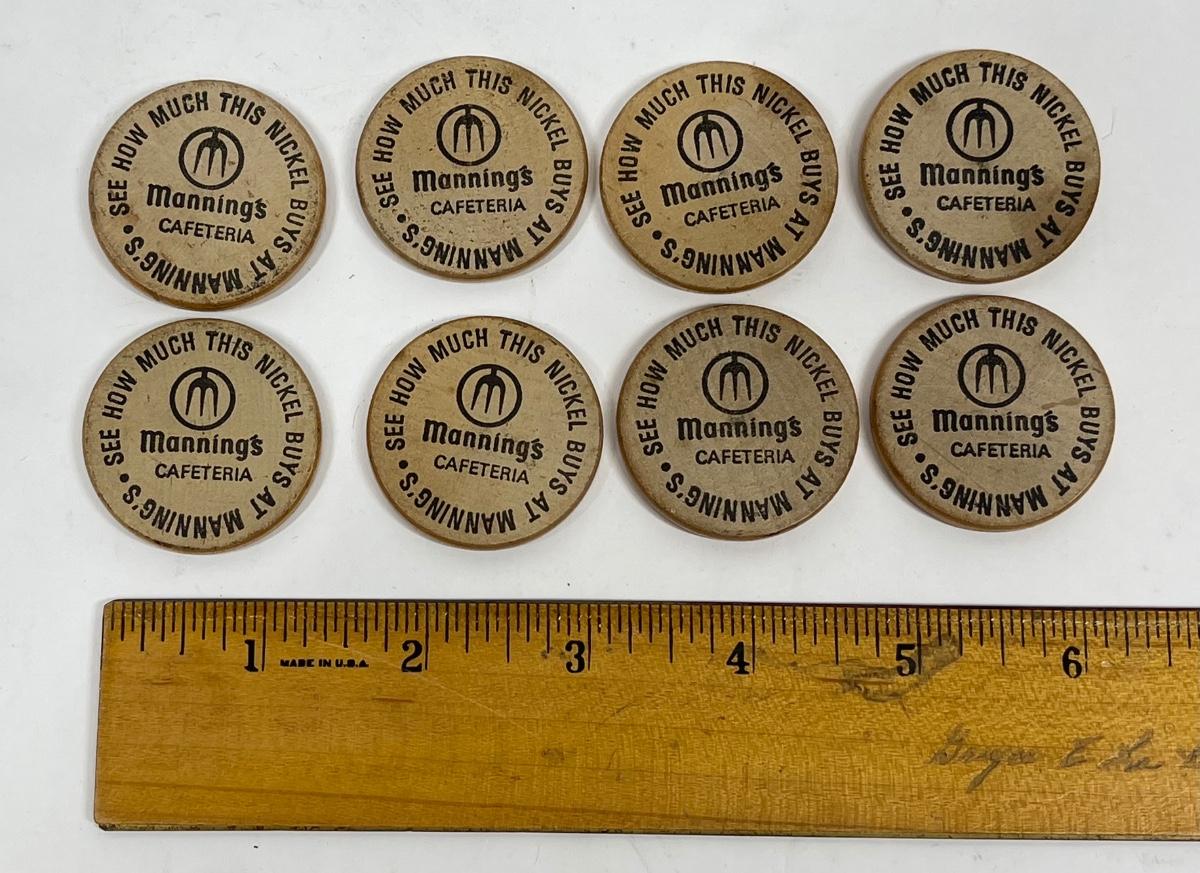 SEE HOW MUCH THIS NICKEL BUYS AT MANNING'S •
Manning's
CAFETERIA
SEE HOW MUCH THIS NICKEL BUYS AT MANNING'S •
Manning's
CAFETERIA
SEE HOW MUCH THIS NICKEL BUYS AT MANNING'S •
Manning's
CAFETERIA
SEE HOW MUCH THIS NICKEL BUYS AT MANNING'S •
Manning's
CAFETERIA
SEE HOW MUCH THIS NICKEL BUYS AT MANNING'S •
Manning's
CAFETERIA
SEE HOW MUCH THIS NICKEL BUYS AT MANNING'S •
Manning's
CAFETERIA
SEE HOW MUCH THIS NICKEL BUYS AT MANNING'S •
Manning's
CAFETERIA
SEE HOW MUCH THIS NICKEL BUYS AT MANNING'S •
Manning's
CAFETERIA
1 MADE IN U.S.A. 2 3 4 5 6